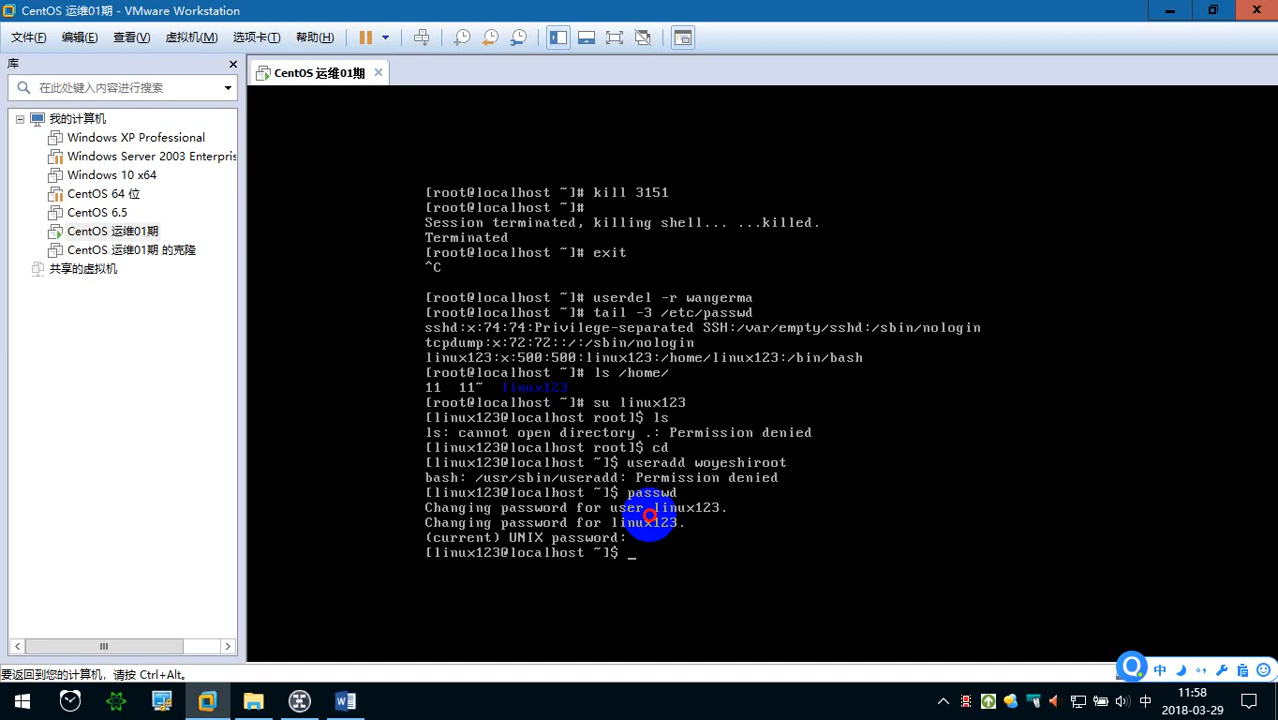 CentOS 运维01期 - VMware Workstation
文件(F) 编辑(E) 查看(V) 虚拟机(M) 选项卡(T) 帮助(H)
库
在此处键入内容进行搜索
我的计算机
Windows XP Professional
Windows Server 2003 Enterpris
Windows 10 x64
CentOS 64 位
CentOS 6.5
CentOS 运维01期
CentOS 运维01期 的克隆
共享的虚拟机
CentOS 运维01期
[root@localhost ~]# kill 3151
[root@localhost ~]#
Session terminated, killing shell... ...killed.
Terminated
[root@localhost ~]# exit
^C
[root@localhost ~]# userdel -r wangerma
[root@localhost ~]# tail -3 /etc/passwd
sshd:x:74:74:Privilege-separated SSH:/var/empty/sshd:/sbin/nologin
tcpdump:x:72:72::/:/sbin/nologin
linux123:x:500:500:linux123:/home/linux123:/bin/bash
[root@localhost ~]# ls /home/
11 11~ linux123
[root@localhost ~]# su linux123
[linux123@localhost root]$ ls
ls: cannot open directory .: Permission denied
[linux123@localhost root]$ cd
[linux123@localhost ~]$ useradd woyeshiroot
bash: /usr/sbin/useradd: Permission denied
[linux123@localhost ~]$ passwd
Changing password for user linux123.
Changing password for linux123.
(current) UNIX password:
[linux123@localhost ~]$ _
要返回到您的计算机，请按 Ctrl+Alt。
中
中
11:58
2018-03-29